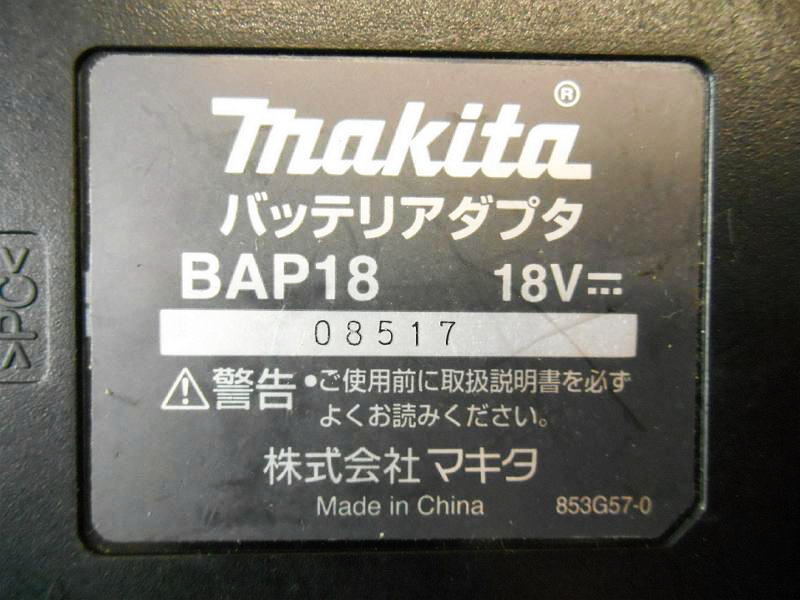 makita®
バッテリアダプタ
BAP18 18V⎓
08517
⚠警告 •ご使用前に取扱説明書を必ず
よくお読みください。
株式会社マキタ
Made in China 853G57-0
>PC<